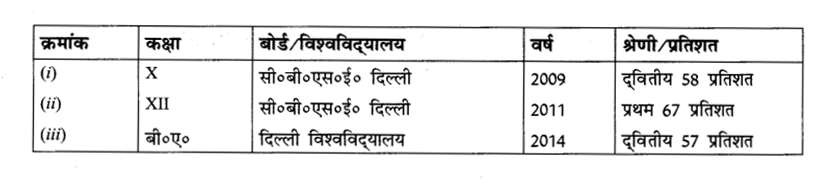 क्रमांक कक्षा बोर्ड/विश्वविद्यालय वर्ष श्रेणी/प्रतिशत
(i) X सी०बी०एस०ई० दिल्ली 2009 द्वितीय 58 प्रतिशत
(ii) XII सी०बी०एस०ई० दिल्ली 2011 प्रथम 67 प्रतिशत
(iii) बी०ए० दिल्ली विश्वविद्यालय 2014 द्वितीय 57 प्रतिशत